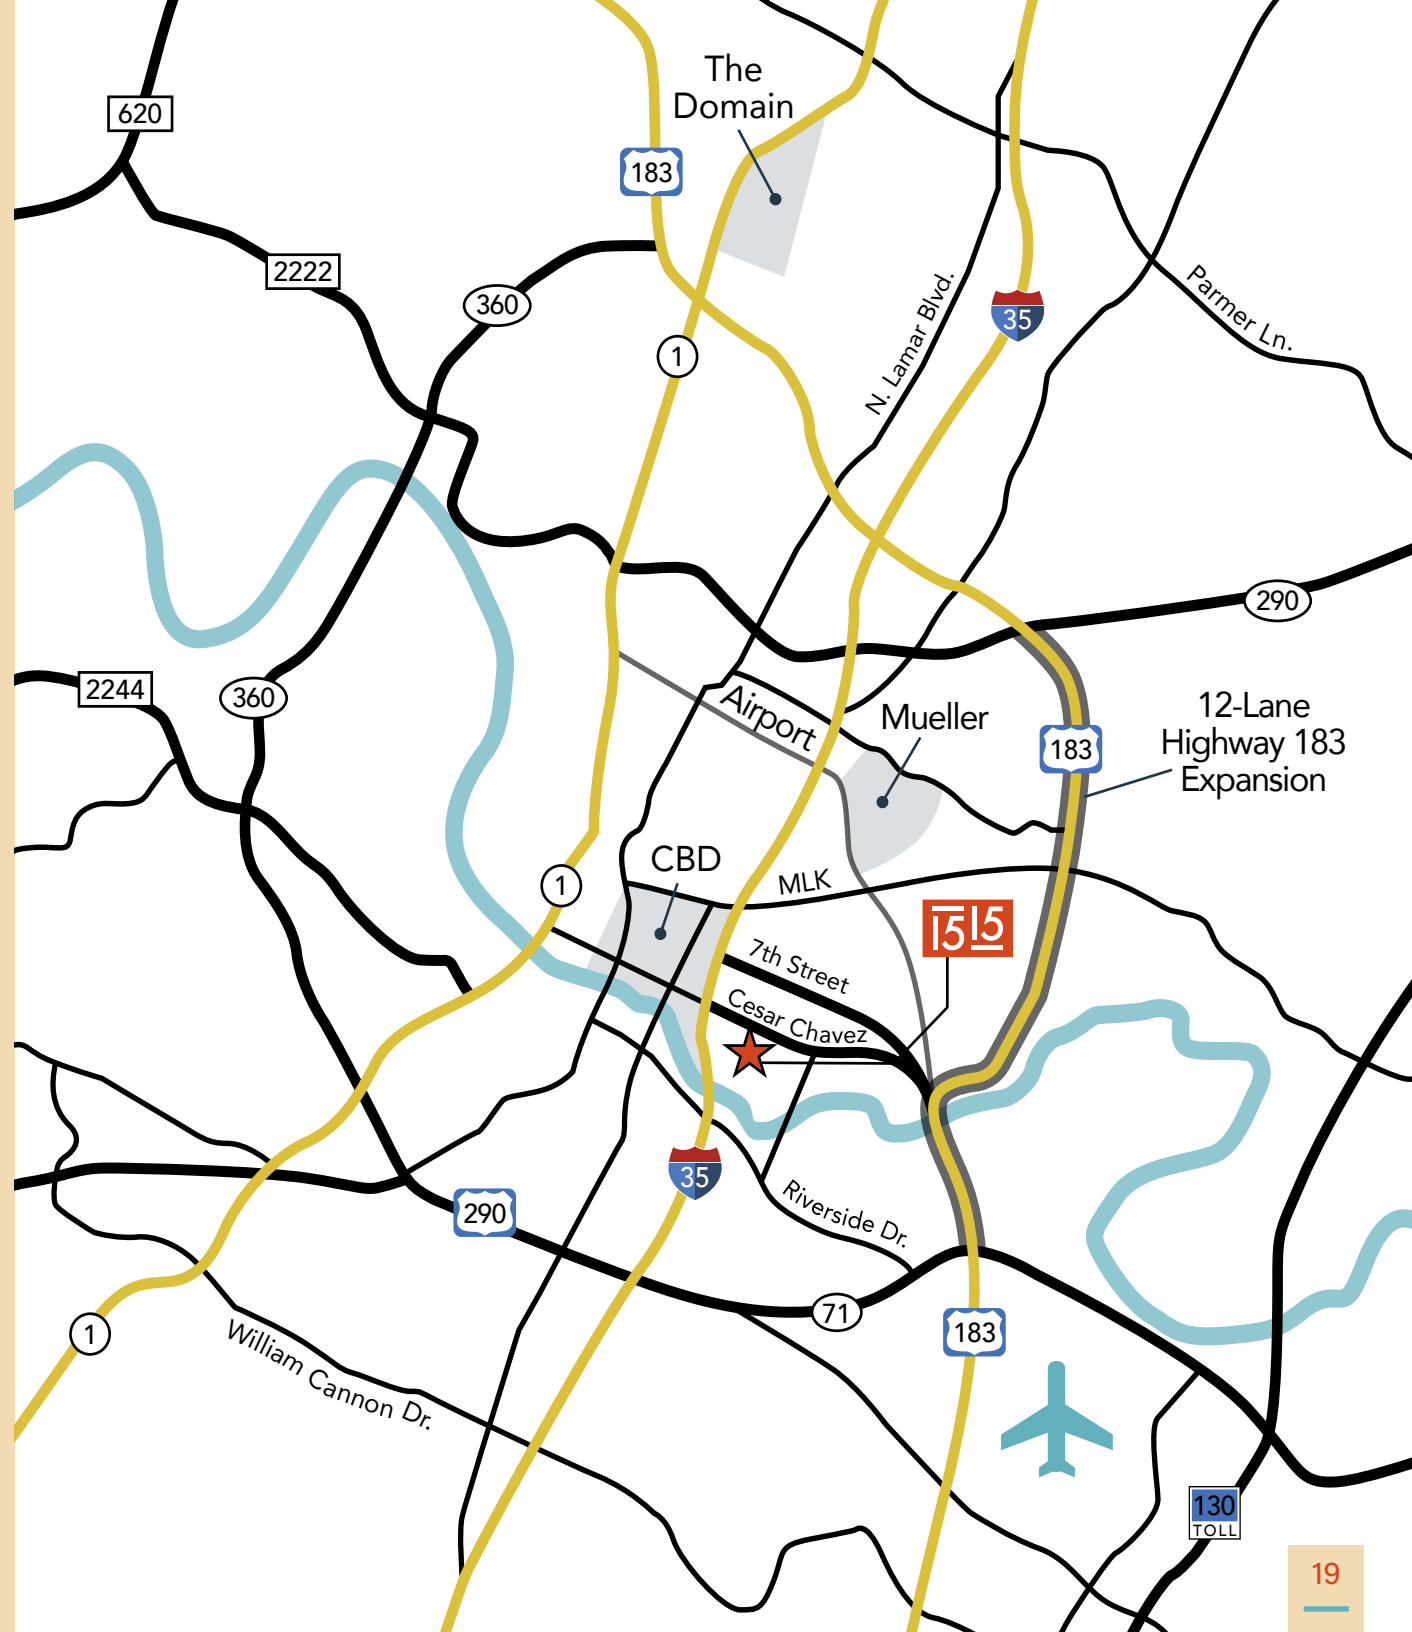 The
Domain
620
183
2222
360
35
1
N. Lamar Blvd.
Parmer Ln.
290
2244
360
Airport
Mueller
183
12-Lane
Highway 183
Expansion
CBD
1
MLK
1515
7th Street
Cesar Chavez
35
290
Riverside Dr.
71
1
183
William Cannon Dr.
130
TOLL
19